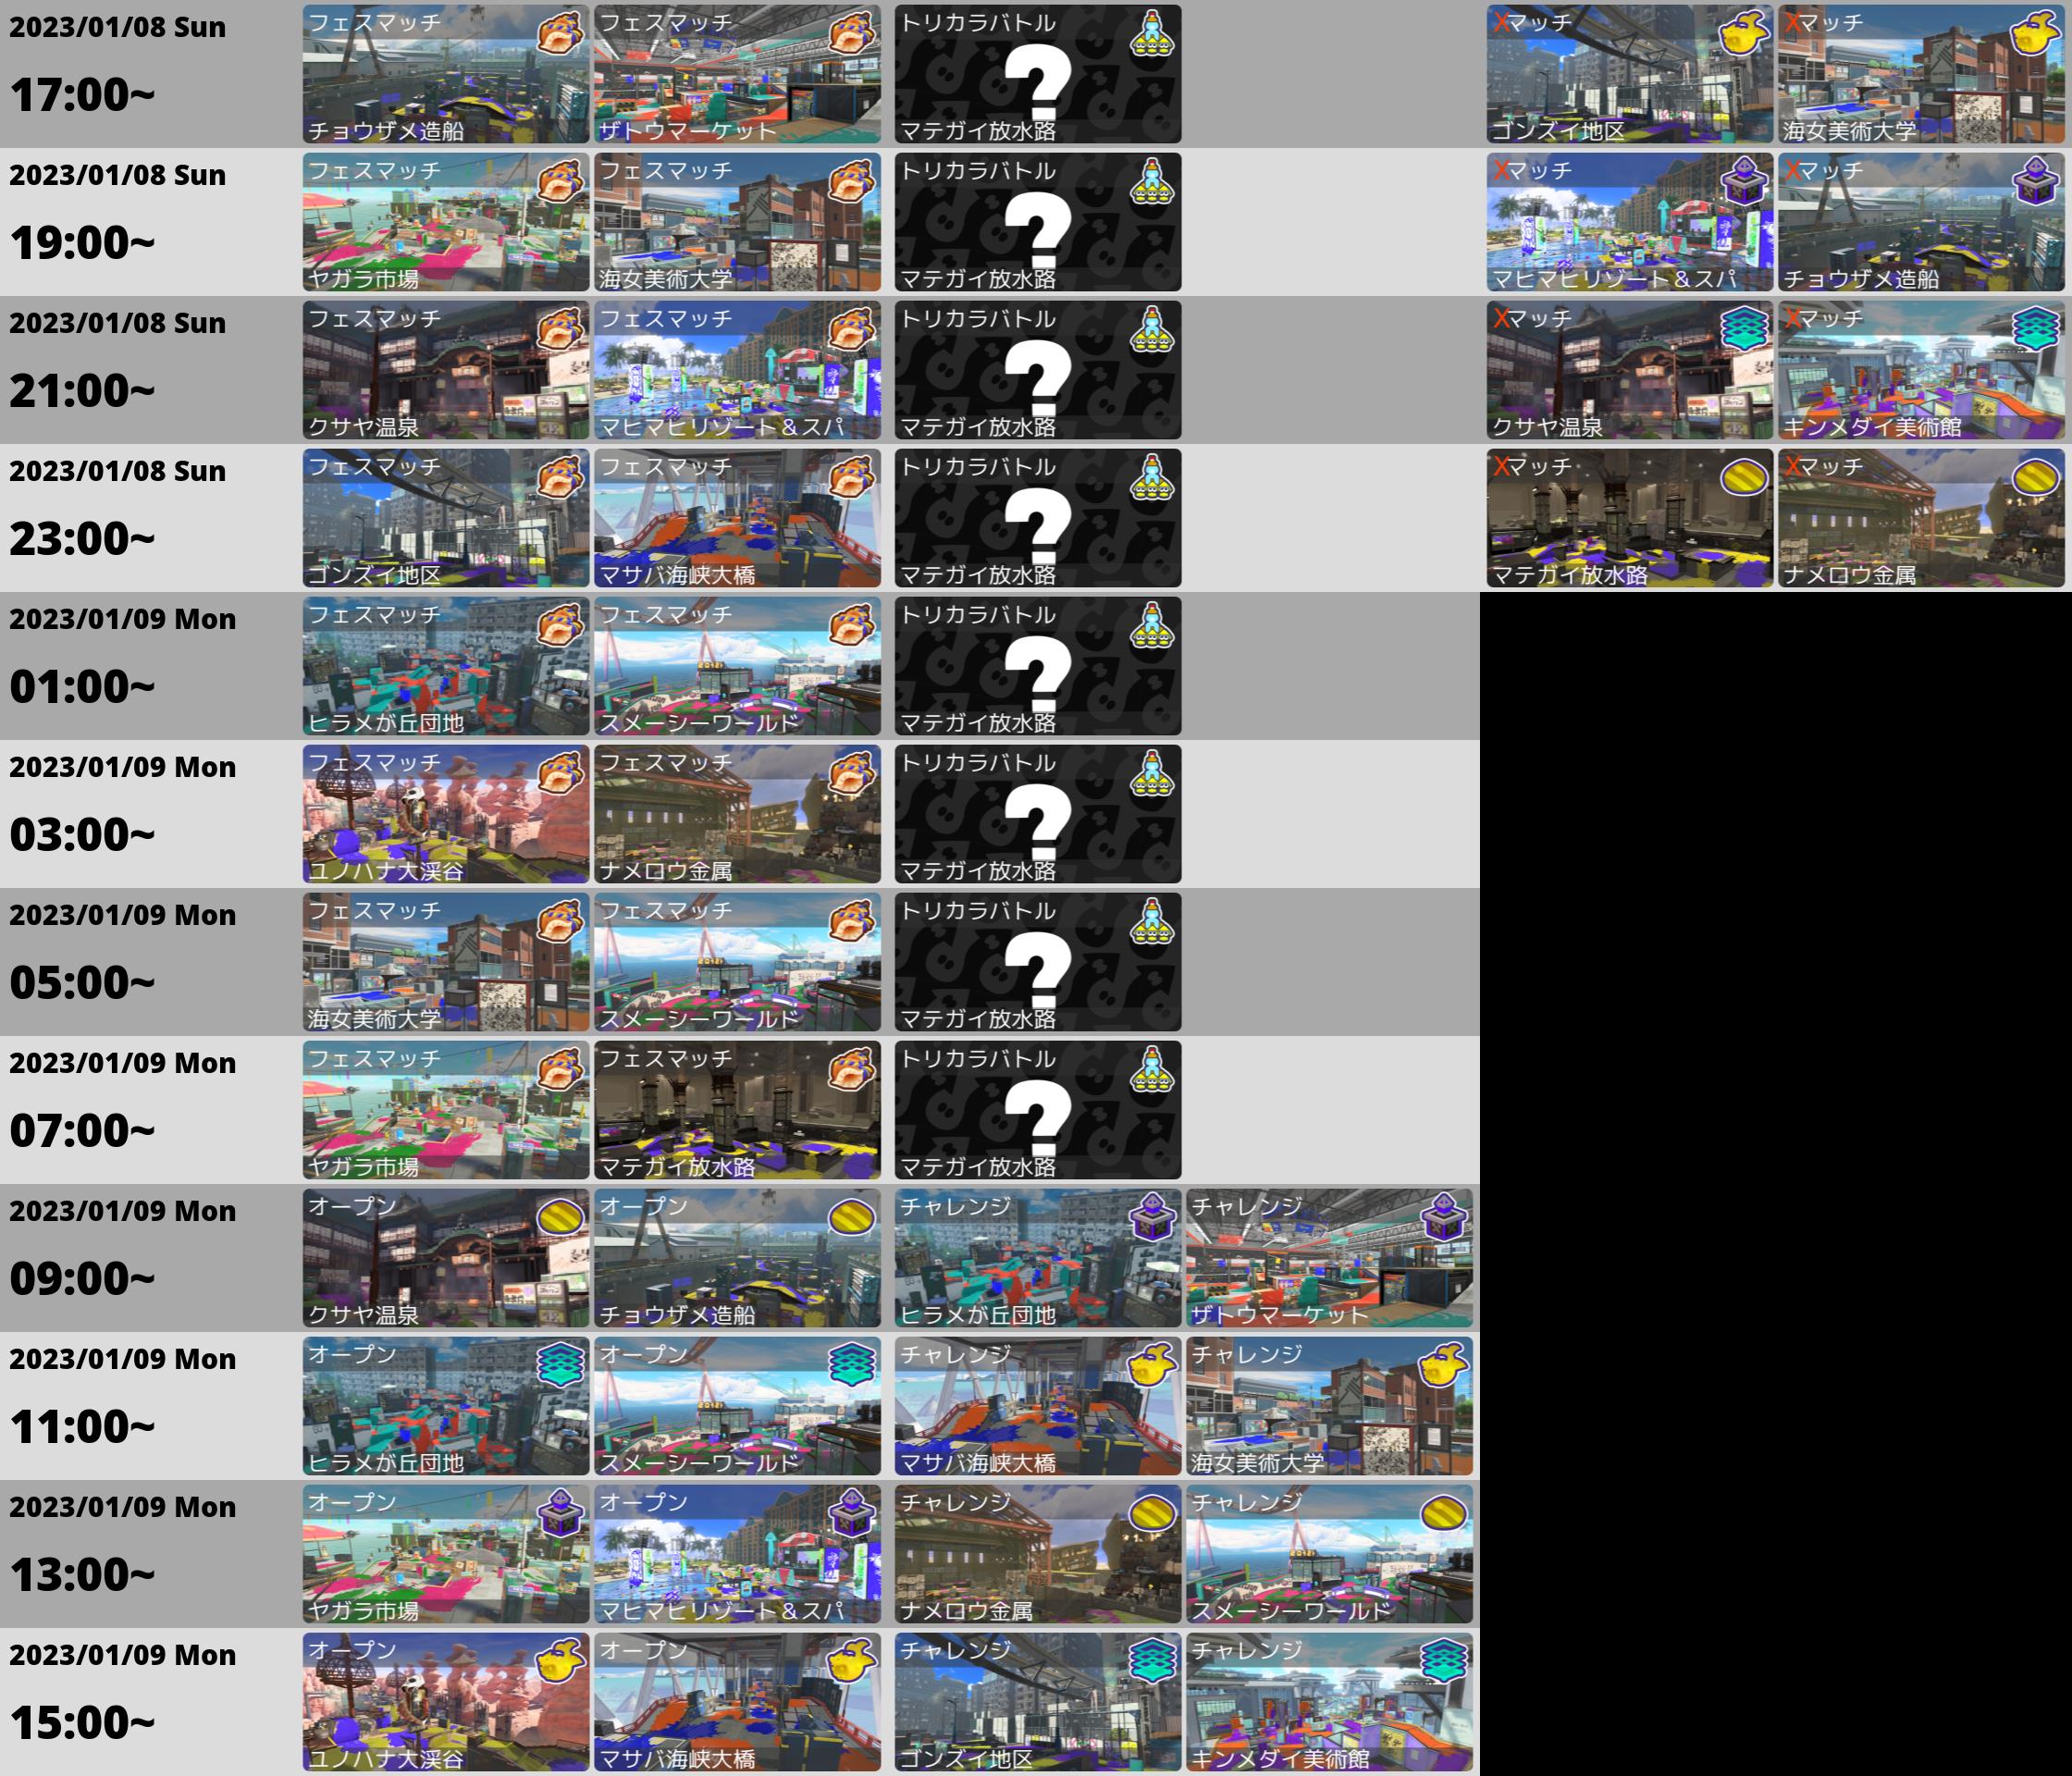 2023/01/08 Sun
17:00~
フェスマッチ
チョウザメ造船
フェスマッチ
ザトウマーケット
トリカラバトル
?
マテガイ放水路
Xマッチ
ゴンズイ地区
Xマッチ
海女美術大学
2023/01/08 Sun
19:00~
フェスマッチ
ヤガラ市場
フェスマッチ
海女美術大学
トリカラバトル
?
マテガイ放水路
Xマッチ
マヒマヒリゾート＆スパ
Xマッチ
チョウザメ造船
2023/01/08 Sun
21:00~
フェスマッチ
クサヤ温泉
フェスマッチ
マヒマヒリゾート＆スパ
トリカラバトル
?
マテガイ放水路
Xマッチ
クサヤ温泉
Xマッチ
キンメダイ美術館
2023/01/08 Sun
23:00~
フェスマッチ
ゴンズイ地区
フェスマッチ
マサバ海峡大橋
トリカラバトル
?
マテガイ放水路
Xマッチ
マテガイ放水路
Xマッチ
ナメロウ金属
2023/01/09 Mon
01:00~
フェスマッチ
ヒラメが丘団地
フェスマッチ
スメーシーワールド
トリカラバトル
?
マテガイ放水路
2023/01/09 Mon
03:00~
フェスマッチ
ユノハナ大渓谷
フェスマッチ
ナメロウ金属
トリカラバトル
?
マテガイ放水路
2023/01/09 Mon
05:00~
フェスマッチ
海女美術大学
フェスマッチ
スメーシーワールド
トリカラバトル
?
マテガイ放水路
2023/01/09 Mon
07:00~
フェスマッチ
ヤガラ市場
フェスマッチ
マテガイ放水路
トリカラバトル
?
マテガイ放水路
2023/01/09 Mon
09:00~
オープン
クサヤ温泉
オープン
チョウザメ造船
チャレンジ
ヒラメが丘団地
チャレンジ
ザトウマーケット
2023/01/09 Mon
11:00~
オープン
ヒラメが丘団地
オープン
スメーシーワールド
チャレンジ
マサバ海峡大橋
チャレンジ
海女美術大学
2023/01/09 Mon
13:00~
オープン
ヤガラ市場
オープン
マヒマヒリゾート＆スパ
チャレンジ
ナメロウ金属
チャレンジ
スメーシーワールド
2023/01/09 Mon
15:00~
オープン
ユノハナ大渓谷
オープン
マサバ海峡大橋
チャレンジ
ゴンズイ地区
チャレンジ
キンメダイ美術館